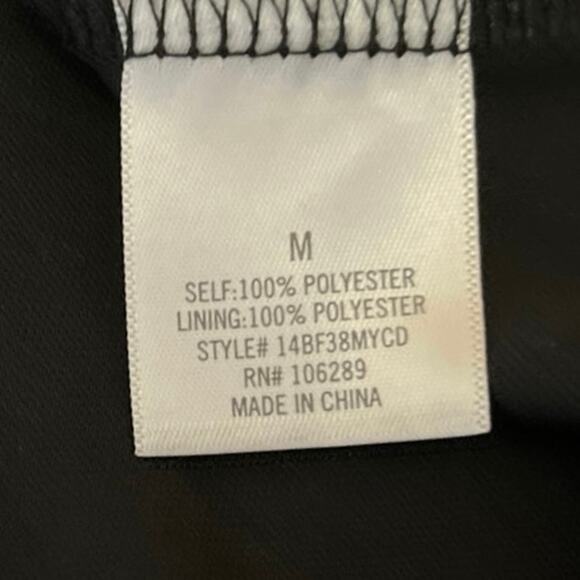 M
SELF:100% POLYESTER
LINING:100% POLYESTER
STYLE# 14BF38MYCD
RN# 106289
MADE IN CHINA